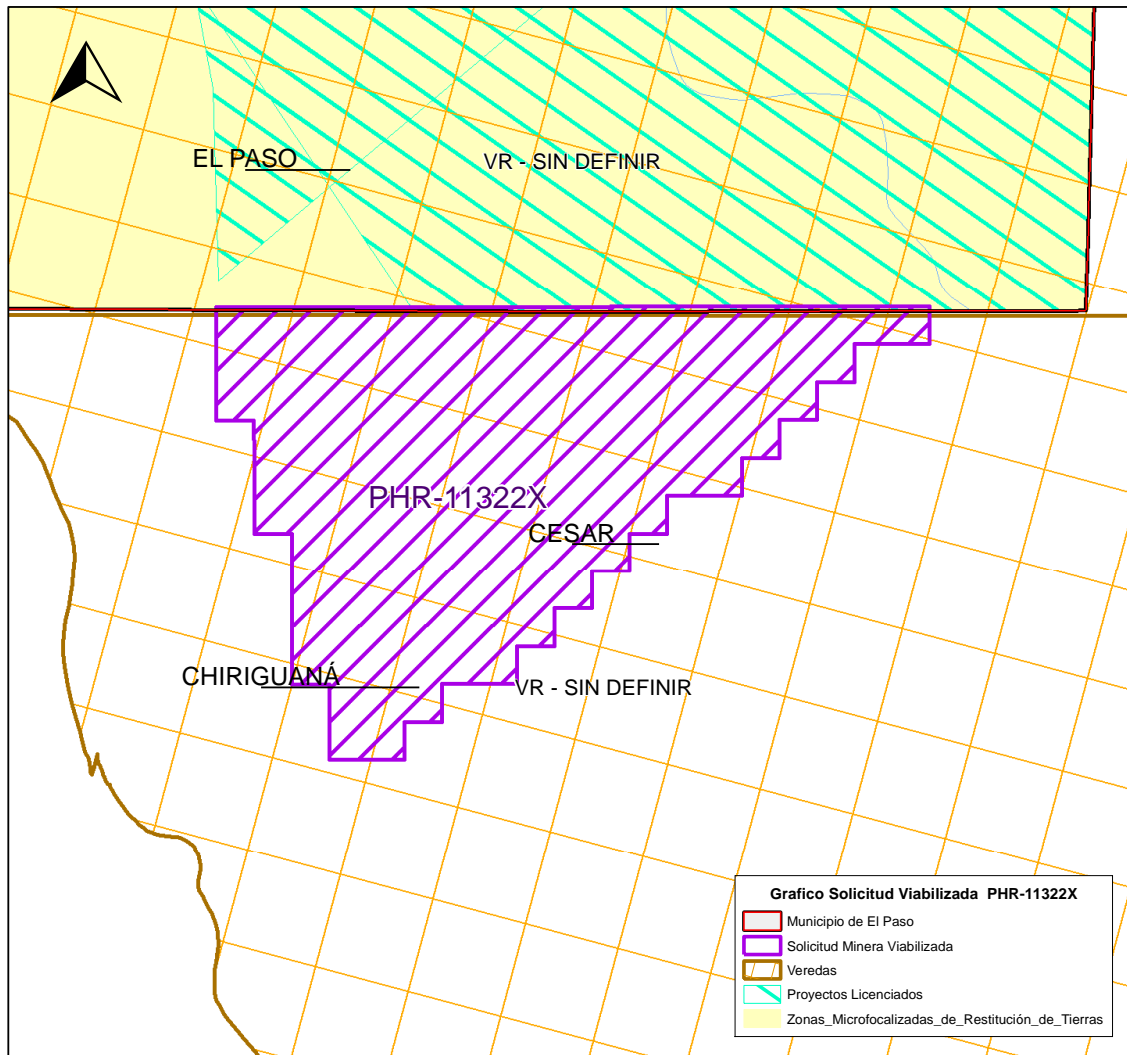 EL PASO
VR - SIN DEFINIR
PHR-11322X
CESAR
CHIRIGUANÁ
VR - SIN DEFINIR
Grafico Solicitud Viabilizada PHR-11322X
Municipio de El Paso
Solicitud Minera Viabilizada
Veredas
Proyectos Licenciados
Zonas_Microfocalizadas_de_Restitución_de_Tierras